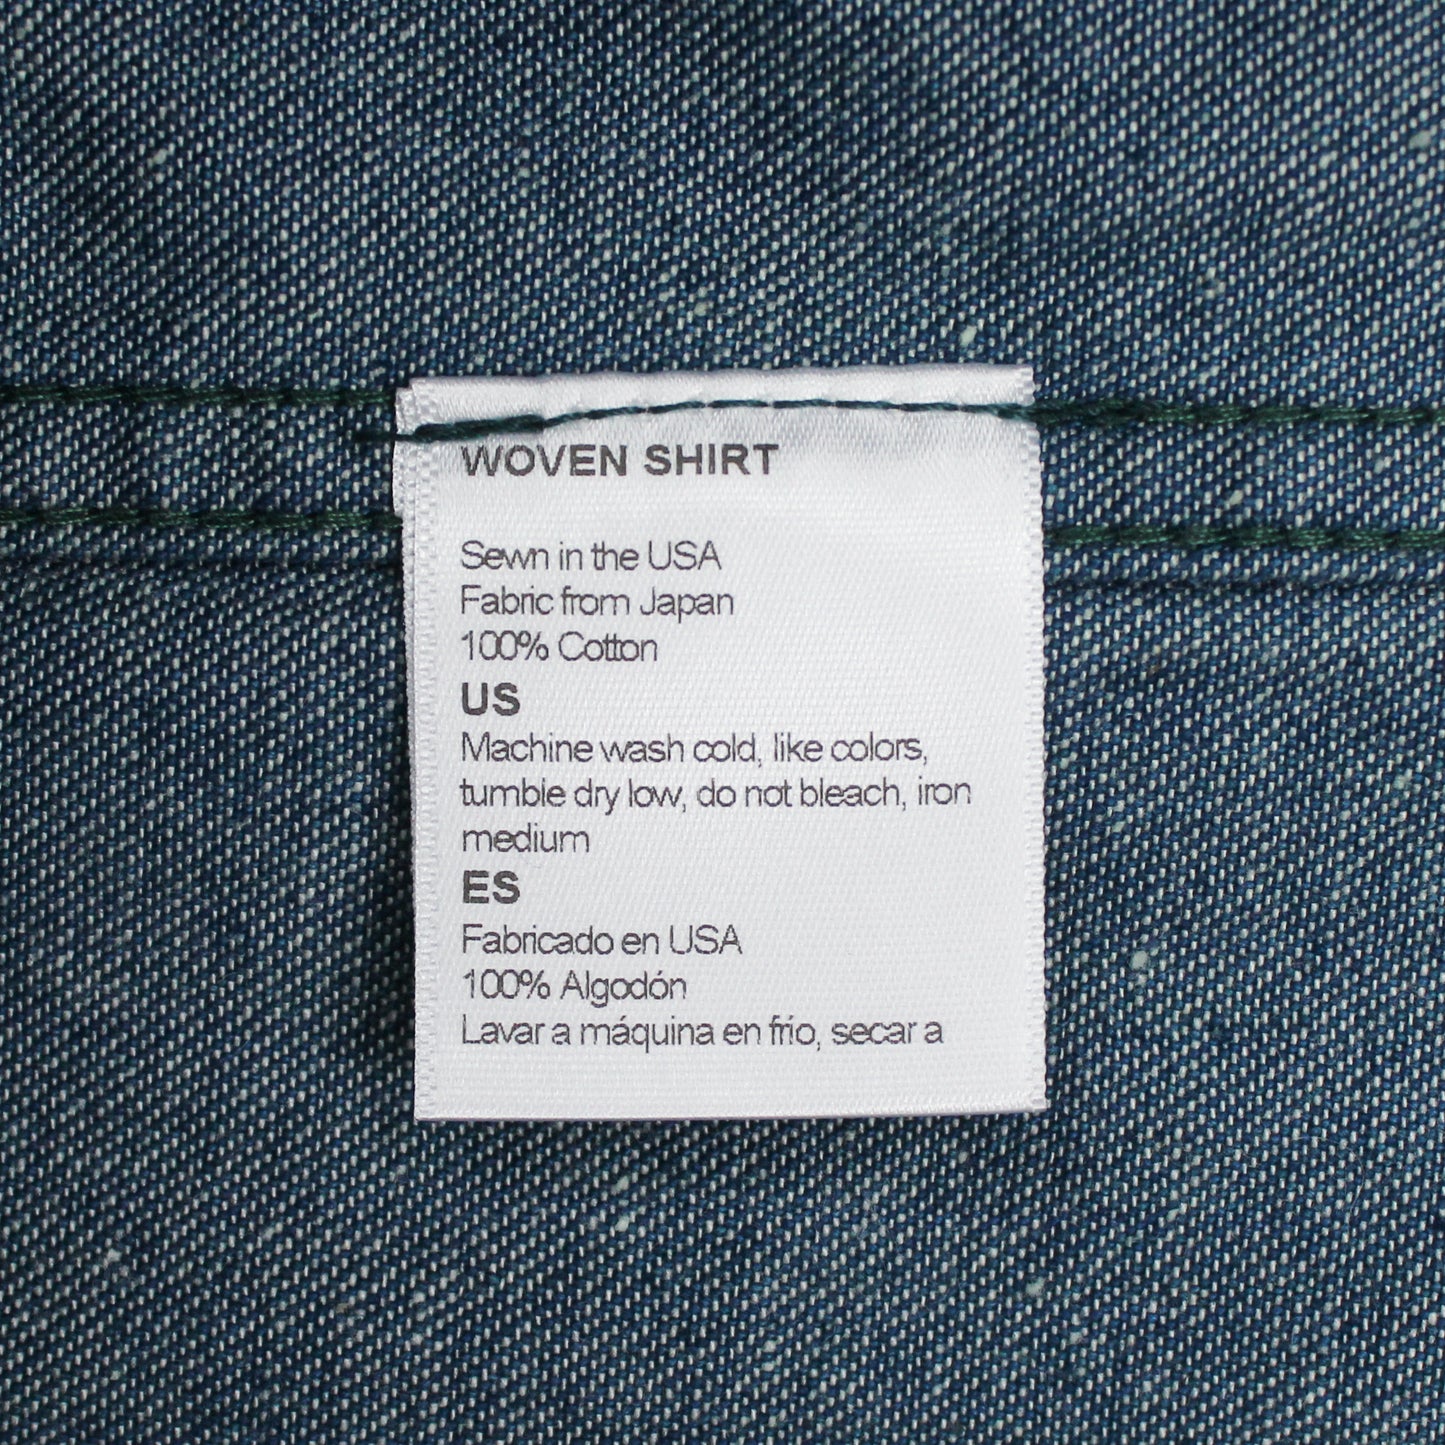 WOVEN SHIRT
Sewn in the USA
Fabric from Japan
100% Cotton
US
Machine wash cold, like colors,
tumble dry low, do not bleach, iron
medium
ES
Fabricado en USA
100% Algodón
Lavar a máquina en frío, secar a